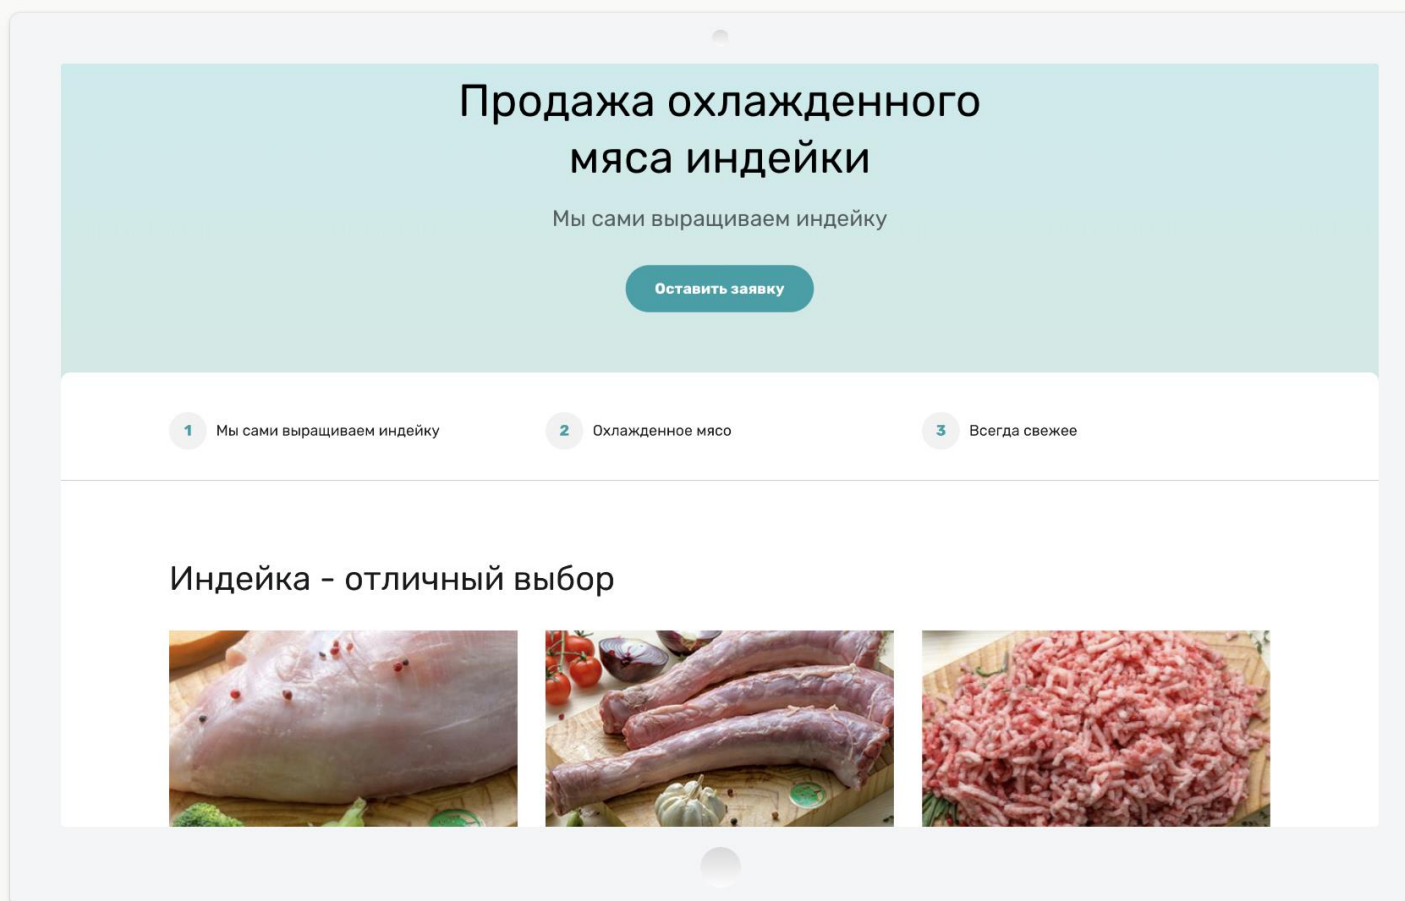 Продажа охлажденного
мяса индейки
Мы сами выращиваем индейку
Оставить заявку
1 Мы сами выращиваем индейку
2 Охлажденное мясо
3 Всегда свежее
Индейка - отличный выбор